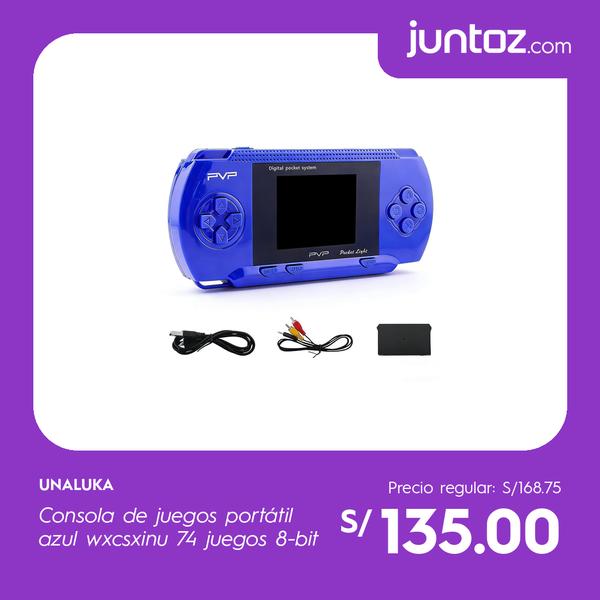 juntoz.com
Digital pocket system
PVP
PVP Pocket Light
UNALUKA
Consola de juegos portátil
azul wxcsxinu 74 juegos 8-bit
Precio regular: S/168.75
S/135.00